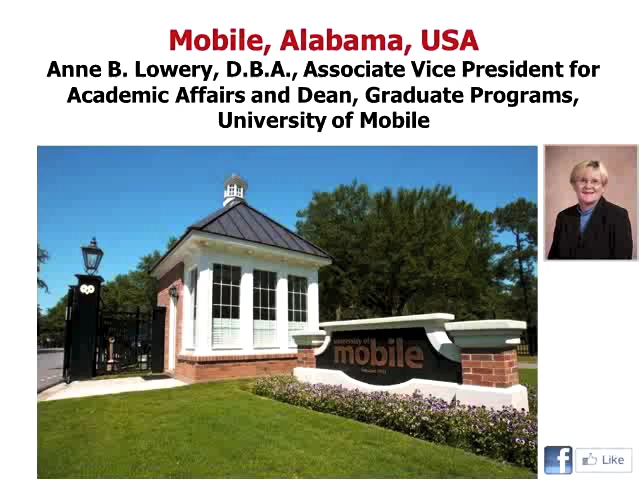 Mobile, Alabama, USA
Anne B. Lowery, D.B.A., Associate Vice President for
Academic Affairs and Dean, Graduate Programs,
University of Mobile
university of
mobile
f
Like